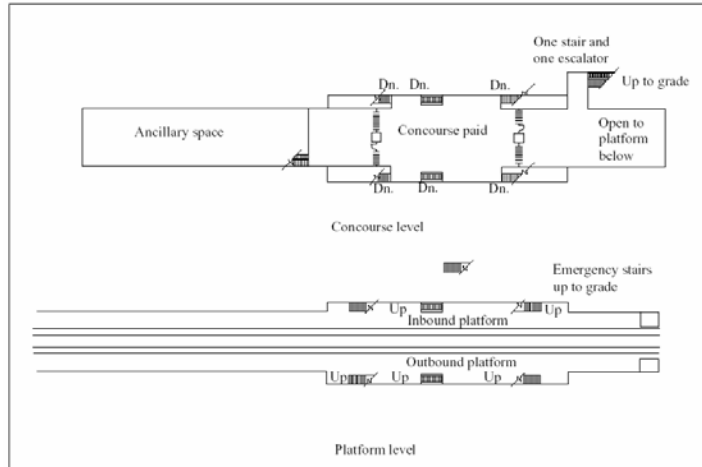 One stair and
one escalator
Dn. Dn. Dn. Up to grade
Ancillary space
Concourse paid
Open to
platform
below
Dn. Dn. Dn.
Concourse level
Emergency stairs
up to grade
Up Up
Inbound platform
Outbound platform
Up Up Up
Platform level